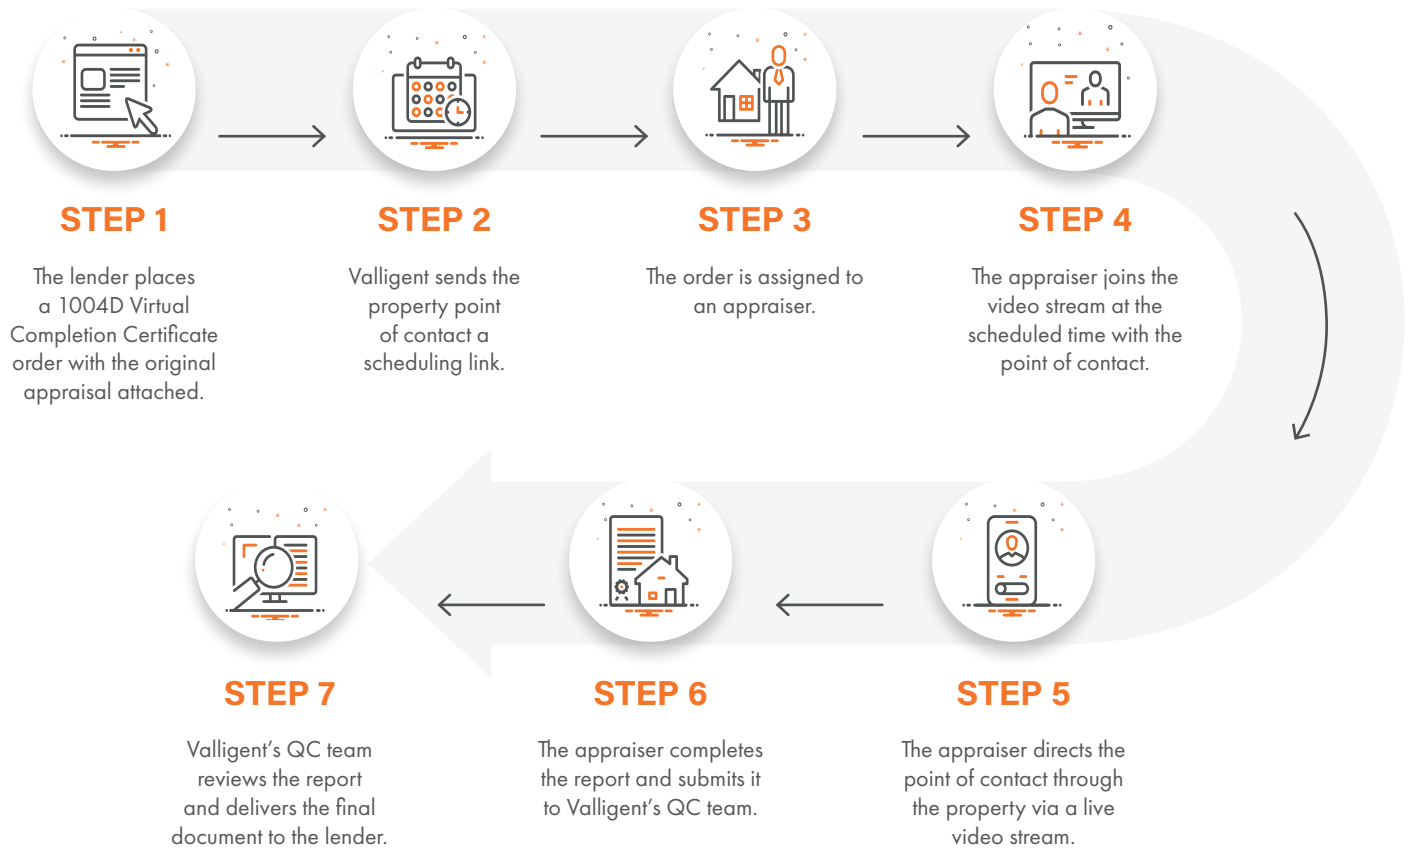 STEP 1
The lender places
a 1004D Virtual
Completion Certificate
order with the original
appraisal attached.
STEP 2
Valligent sends the
property point
of contact a
scheduling link.
STEP 3
The order is assigned to
an appraiser.
STEP 4
The appraiser joins the
video stream at the
scheduled time with the
point of contact.
STEP 5
The appraiser directs the
point of contact through
the property via a live
video stream.
STEP 6
The appraiser completes
the report and submits it
to Valligent's QC team.
STEP 7
Valligent's QC team
reviews the report
and delivers the final
document to the lender.